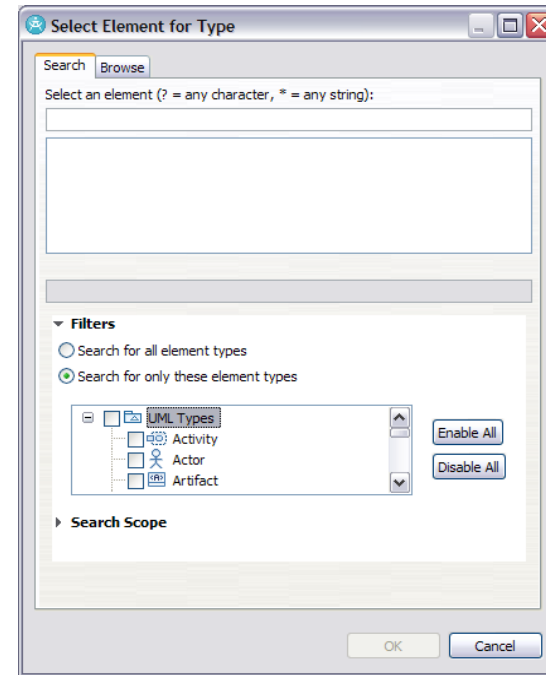 Select Element for Type
Search Browse
Select an element (? = any character, * = any string):
Filters
Search for all element types
Search for only these element types
UML Types
Activity
Actor
Artifact
Enable All
Disable All
Search Scope
OK Cancel